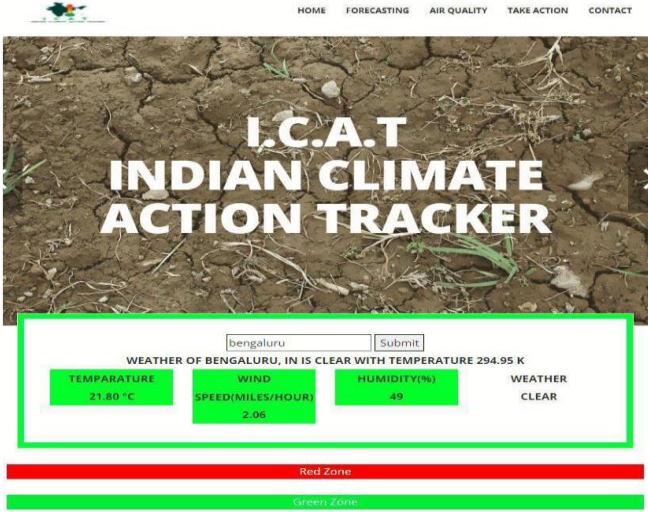 I C A T
HOME FORECASTING AIR QUALITY TAKE ACTION CONTACT
I.C.A.T
INDIAN CLIMATE
ACTION TRACKER
bengaluru Submit
WEATHER OF BENGALURU, IN IS CLEAR WITH TEMPERATURE 294.95 K
TEMPARATURE WIND HUMIDITY(%) WEATHER
21.80 °C SPEED(MILES/HOUR) 49 CLEAR
2.06
Red Zone
Green Zone